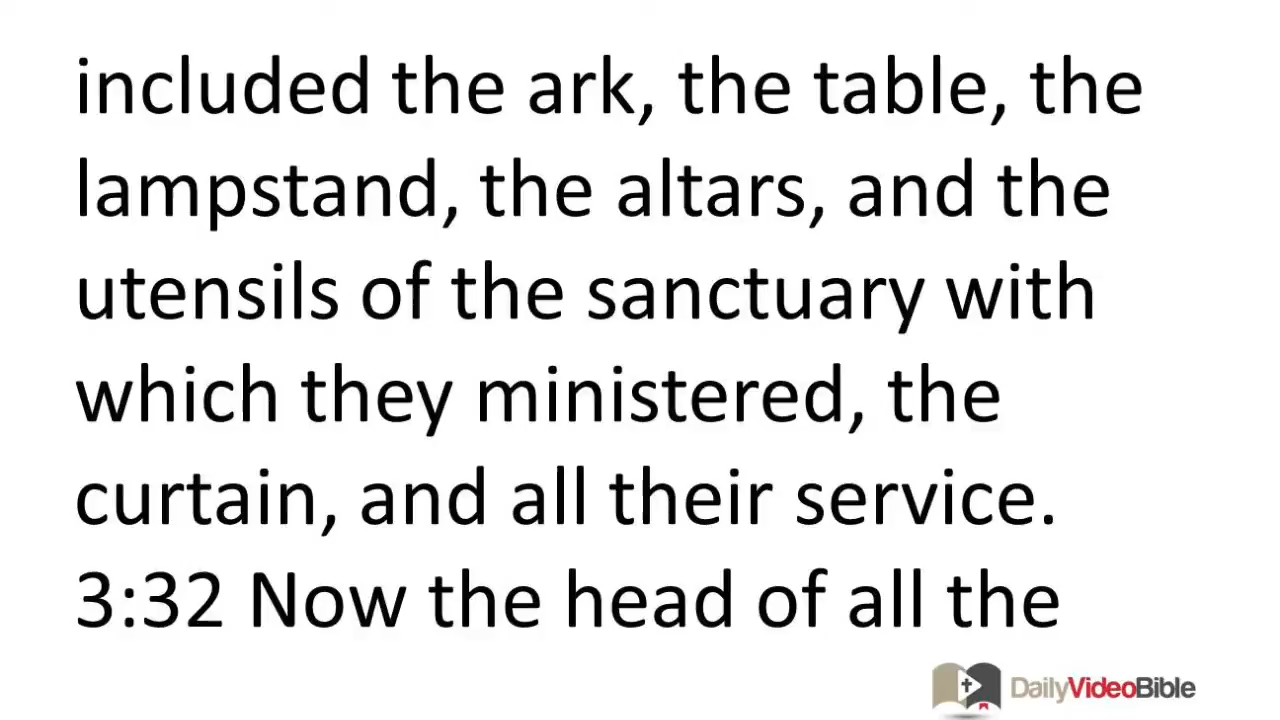 included the ark, the table, the
lampstand, the altars, and the
utensils of the sanctuary with
which they ministered, the
curtain, and all their service.
3:32 Now the head of all the
DailyVideoBible